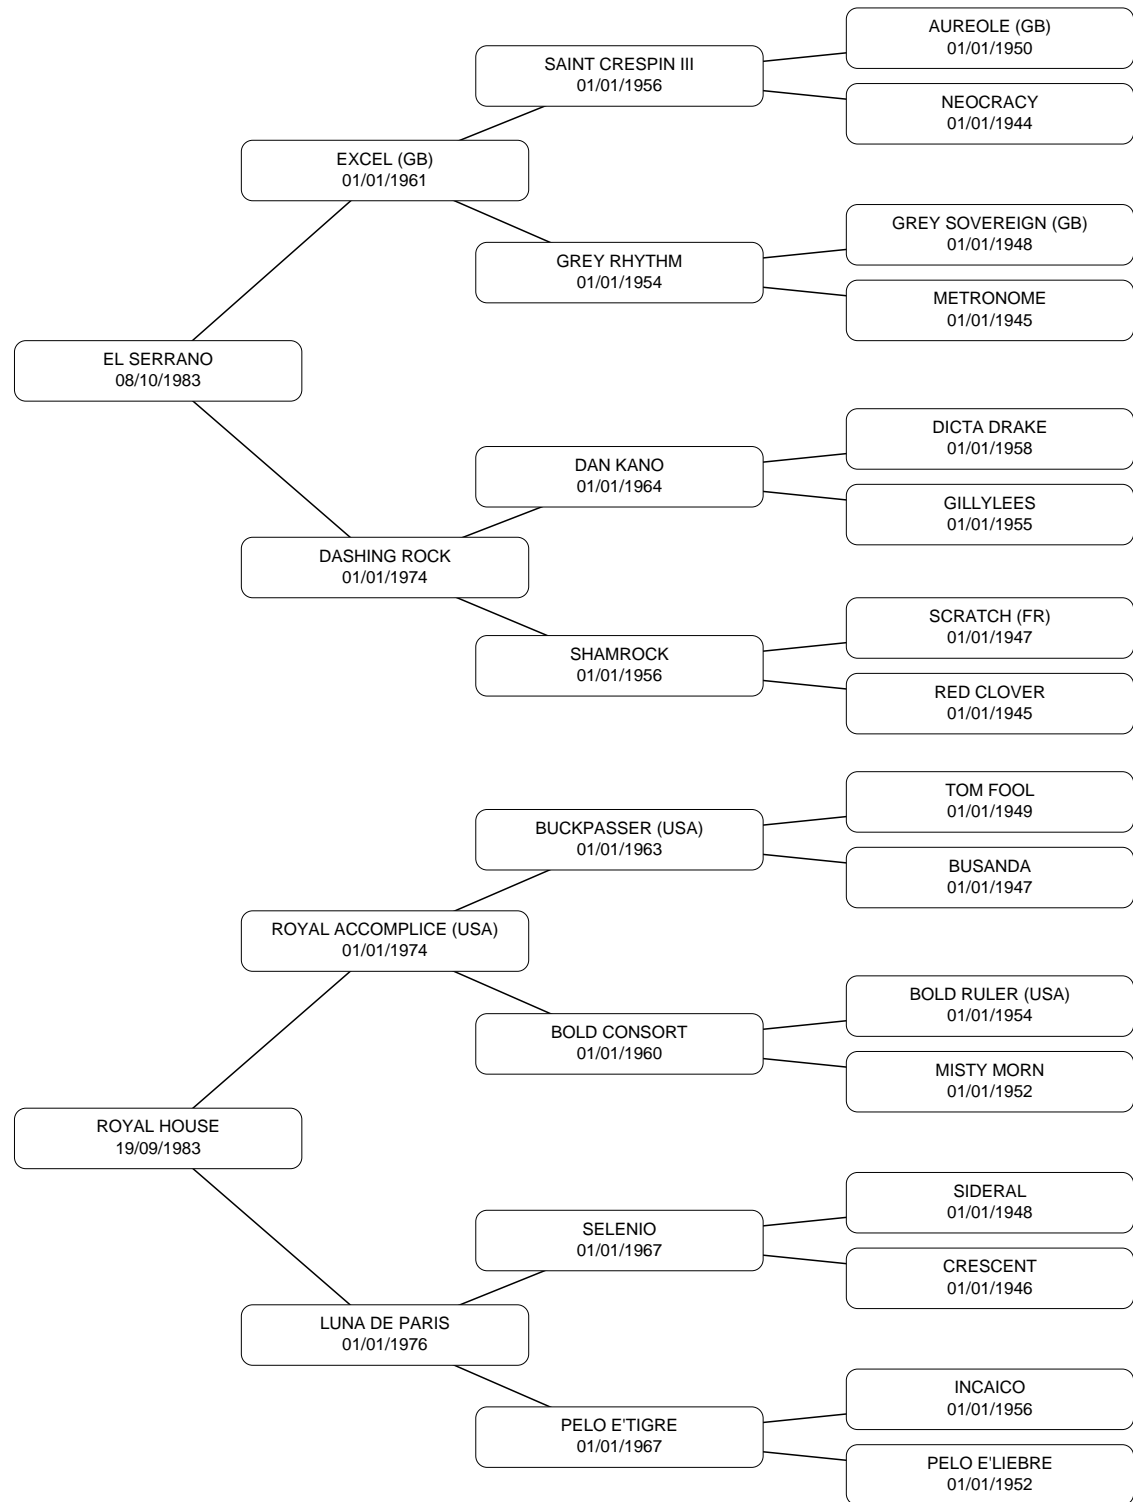 AUREOLE (GB)
01/01/1950
SAINT CRESPIN III
01/01/1956
NEOCRACY
01/01/1944
EXCEL (GB)
01/01/1961
GREY SOVEREIGN (GB)
01/01/1948
GREY RHYTHM
01/01/1954
METRONOME
01/01/1945
EL SERRANO
08/10/1983
DICTA DRAKE
01/01/1958
DAN KANO
01/01/1964
GILLYLEES
01/01/1955
DASHING ROCK
01/01/1974
SCRATCH (FR)
01/01/1947
SHAMROCK
01/01/1956
RED CLOVER
01/01/1945
TOM FOOL
01/01/1949
BUCKPASSER (USA)
01/01/1963
BUSANDA
01/01/1947
ROYAL ACCOMPLICE (USA)
01/01/1974
BOLD RULER (USA)
01/01/1954
BOLD CONSORT
01/01/1960
MISTY MORN
01/01/1952
ROYAL HOUSE
19/09/1983
SIDERAL
01/01/1948
SELENIO
01/01/1967
CRESCENT
01/01/1946
LUNA DE PARIS
01/01/1976
INCAICO
01/01/1956
PELO E'TIGRE
01/01/1967
PELO E'LIEBRE
01/01/1952